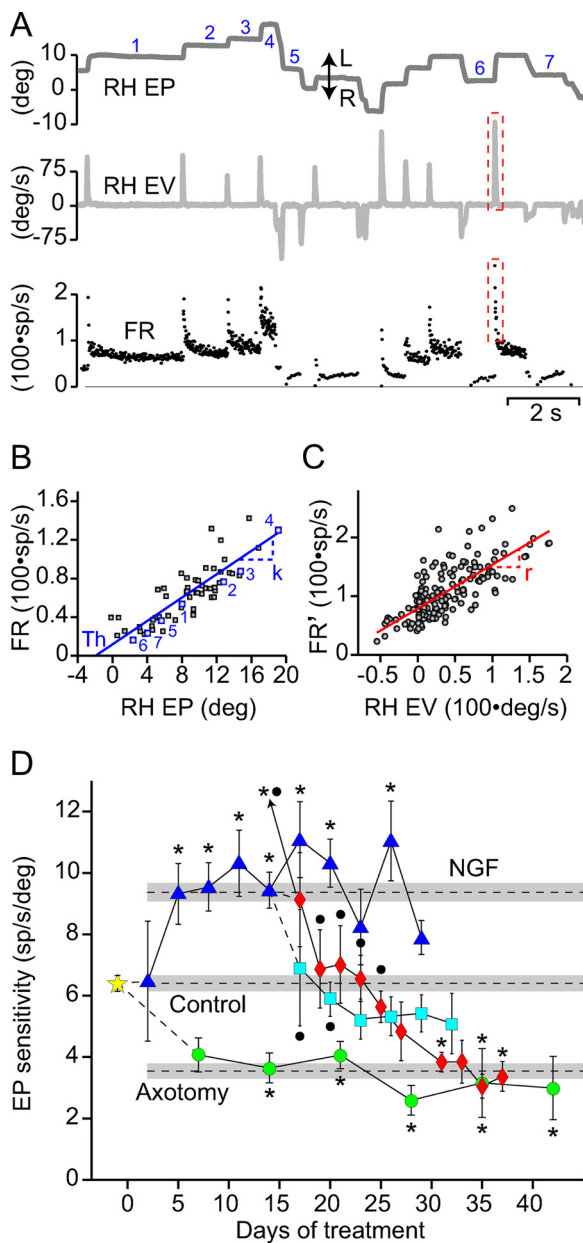 A
1 2 3 4 5 6 7
10
0
-10
(deg)
RH EP
L
R
75
0
-75
(deg/s)
RH EV
2
1
0
(100•sp/s)
FR
2 s
B
1.6
1.2
0.8
0.4
0
FR (100•sp/s)
Th
k
1 2 3 4 5 6 7
-4 0 4 8 12 16 20
RH EP (deg)
C
2
1
0
FR’ (100•sp/s)
r
-1 -0.5 0 0.5 1 1.5 2
RH EV (100•deg/s)
D
12
10
8
6
4
2
0
EP sensitivity (sp/s/deg)
NGF
Control
Axotomy
0 5 10 15 20 25 30 35 40
Days of treatment